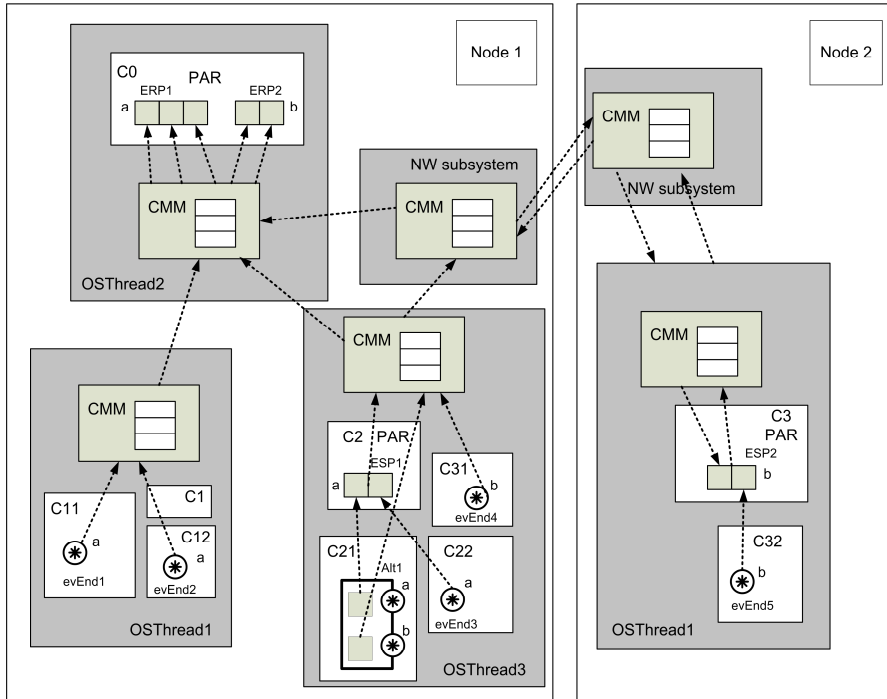 Node 1
Node 2
C0
PAR
ERP1
ERP2
a
b
CMM
NW subsystem
CMM
CMM
NW subsystem
OSThread2
CMM
CMM
CMM
C2 PAR
ESP1
a
C31
b
evEnd4
C3
PAR
ESP2
b
C11
a
evEnd1
C1
C12
a
evEnd2
C21
Alt1
a
b
C22
a
evEnd3
C32
b
evEnd5
OSThread1
OSThread3
OSThread1